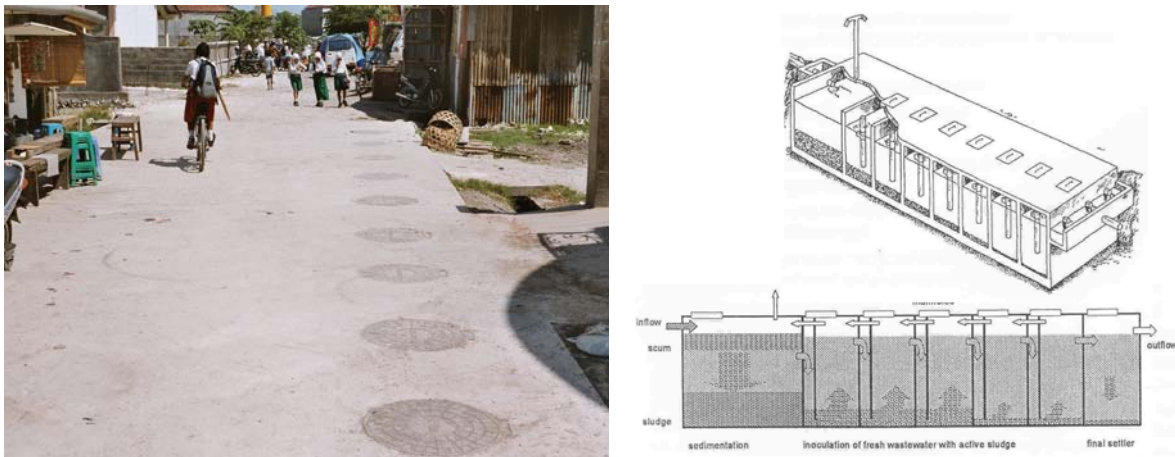 inflow
scum
outflow
sludge
sedimentation
inoculation of fresh wastewater with active sludge
final settler